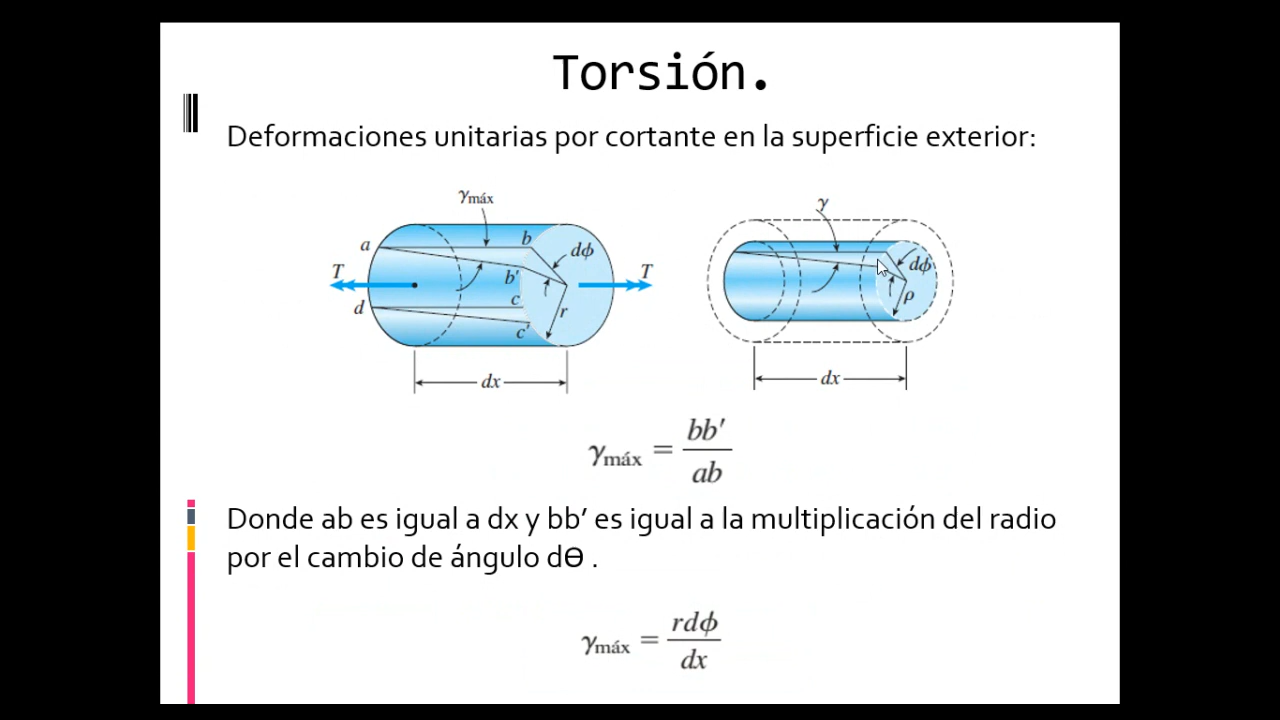 Torsión.
Deformaciones unitarias por cortante en la superficie exterior:
γmáx
a
b
dϕ
T
b′
T
c
d
r
c′
dx
γ
dϕ
ρ
dx
γmáx = bb′/ab
Donde ab es igual a dx y bb’ es igual a la multiplicación del radio
por el cambio de ángulo dϴ .
γmáx = rdϕ/dx